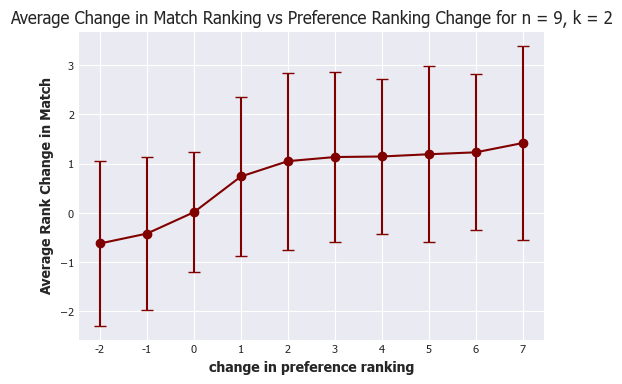 Average Change in Match Ranking vs Preference Ranking Change for n = 9, k = 2
Average Rank Change in Match
3
2
1
0
−1
−2
-2 -1 0 1 2 3 4 5 6 7
change in preference ranking